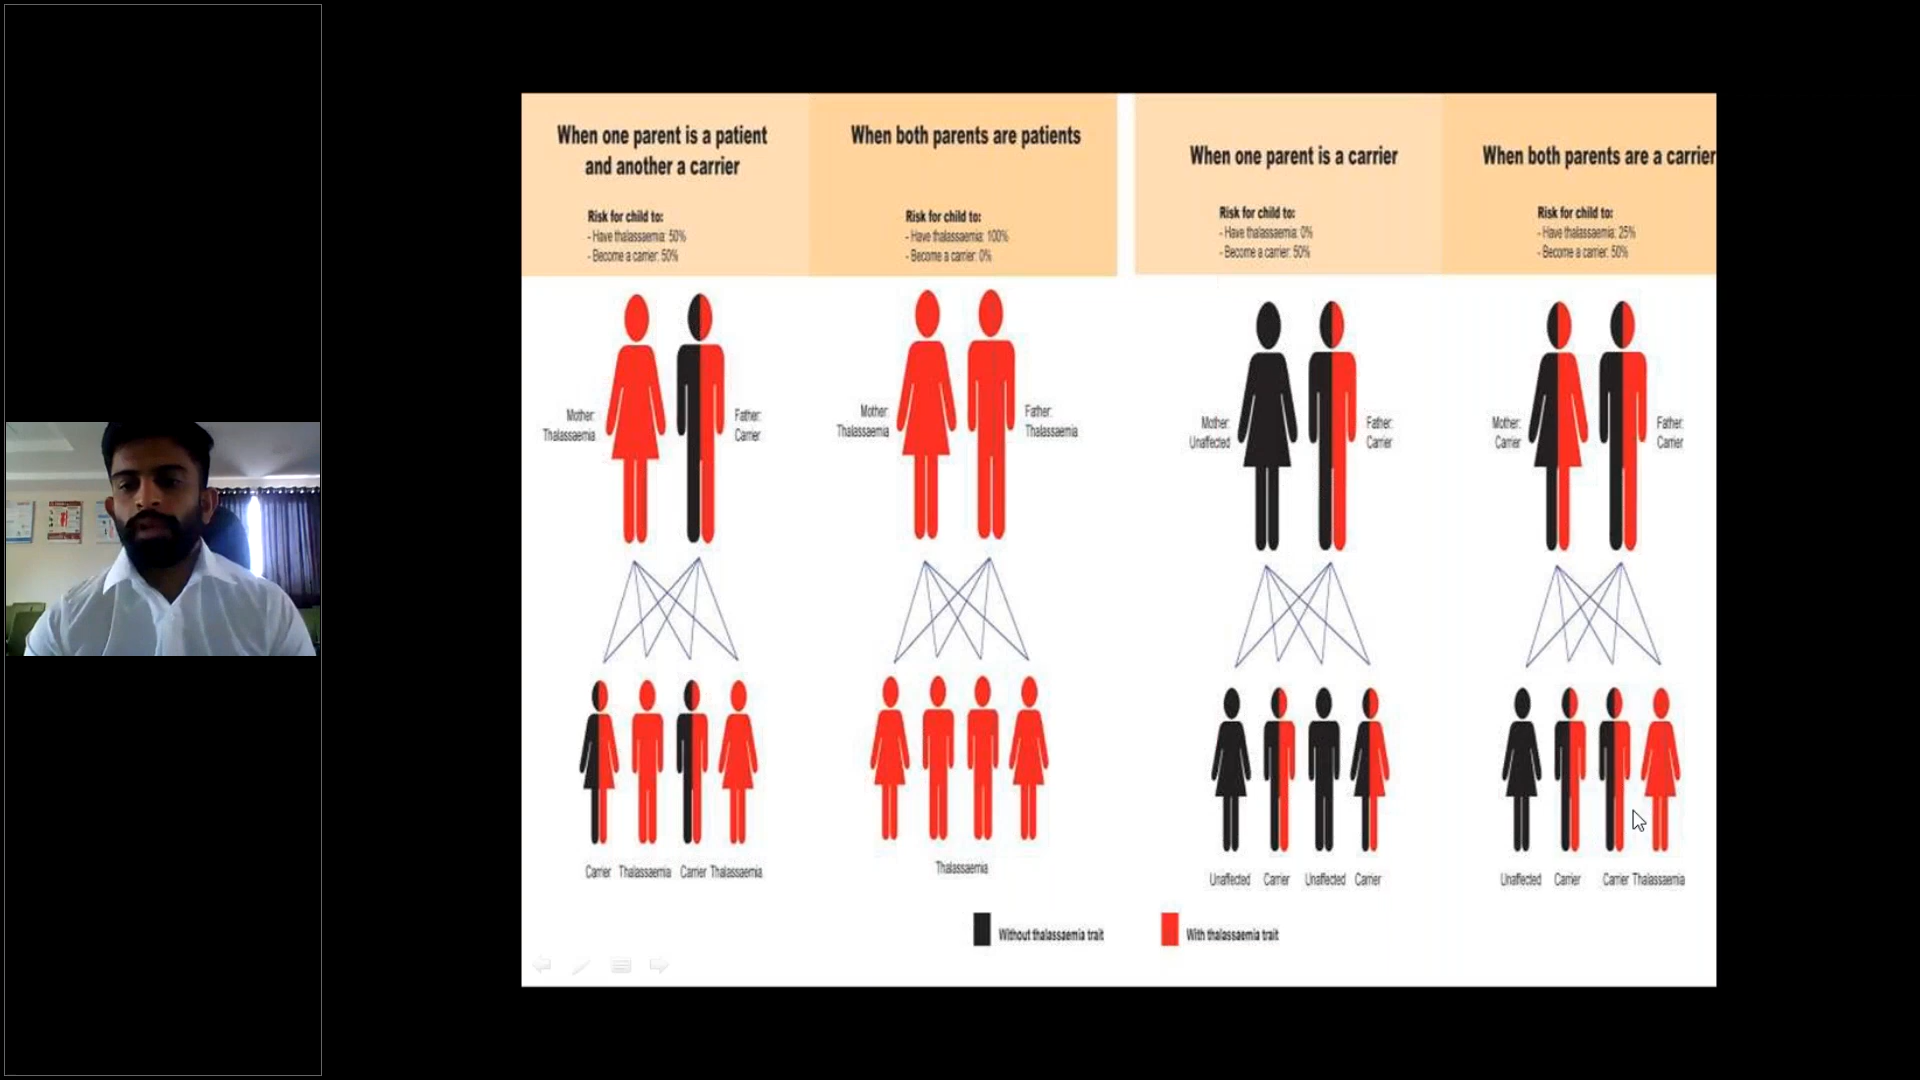 When one parent is a patient
and another a carrier
Risk for child to:
- Have thalassaemia: 50%
- Become a carrier: 50%
Mother:
Thalassaemia
Father:
Carrier
Carrier Thalassaemia Carrier Thalassaemia
When both parents are patients
Risk for child to:
- Have thalassaemia: 100%
- Become a carrier: 0%
Mother:
Thalassaemia
Father:
Thalassaemia
Thalassaemia
When one parent is a carrier
Risk for child to:
- Have thalassaemia: 0%
- Become a carrier: 50%
Mother:
Unaffected
Father:
Carrier
Unaffected Carrier Unaffected Carrier
When both parents are a carrier
Risk for child to:
- Have thalassaemia: 25%
- Become a carrier: 50%
Mother:
Carrier
Father:
Carrier
Unaffected Carrier Carrier Thalassaemia
Without thalassaemia trait
With thalassaemia trait